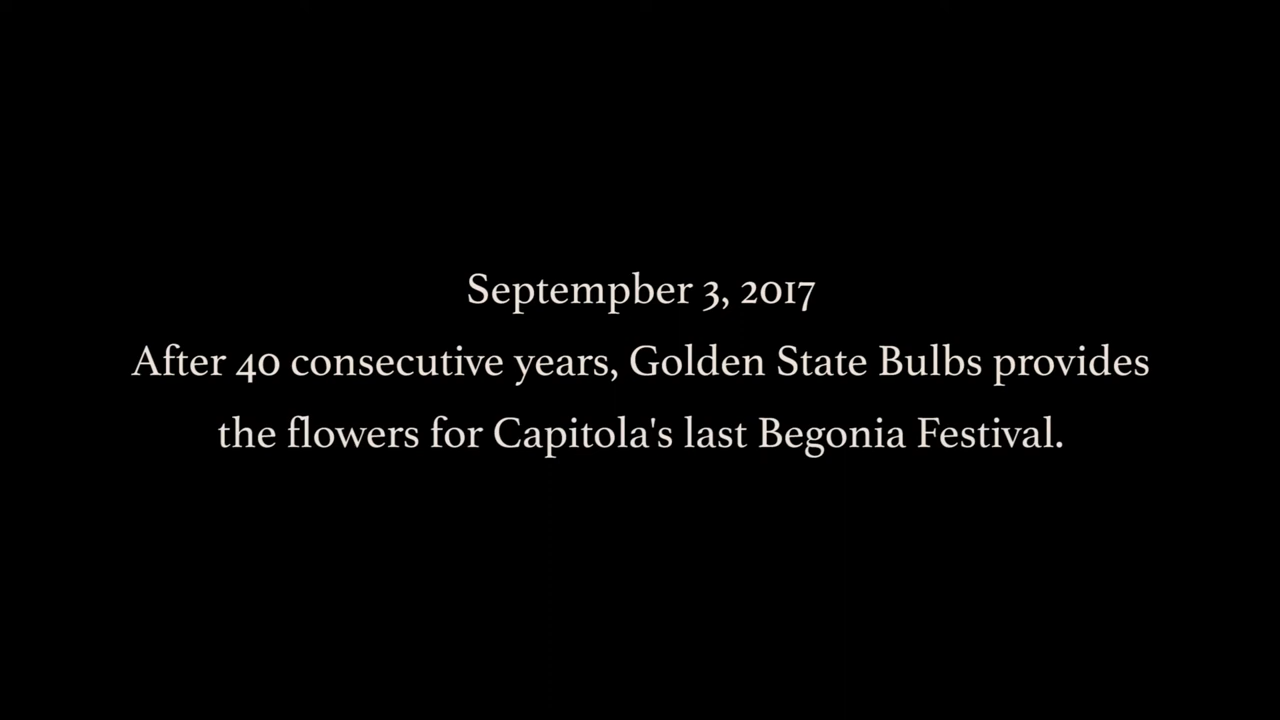 Septempber 3, 2017
After 40 consecutive years, Golden State Bulbs provides
the flowers for Capitola's last Begonia Festival.